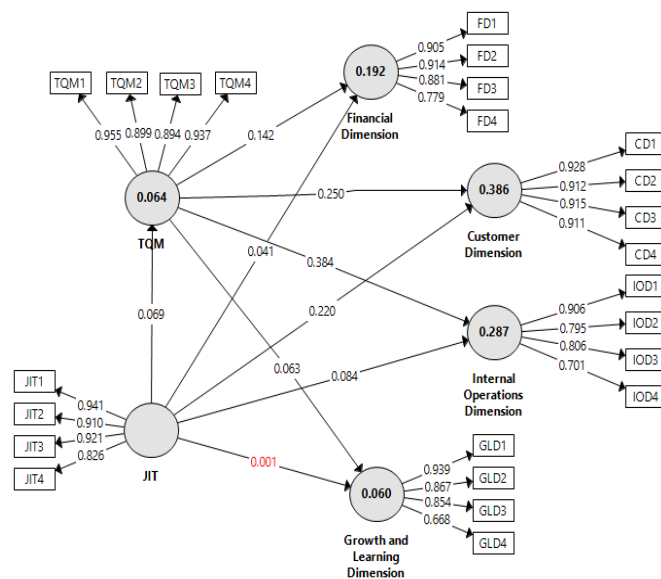 FD1
0.905
FD2
0.914
0.192
0.881
FD3
0.779
FD4
Financial
Dimension
TQM1
TQM2
TQM3
TQM4
0.955
0.899
0.894
0.937
0.142
0.064
TQM
0.250
CD1
0.928
CD2
0.912
0.386
0.915
CD3
0.911
CD4
Customer
Dimension
0.041
0.384
0.069
0.220
IOD1
0.906
IOD2
0.795
0.287
0.806
IOD3
0.701
IOD4
Internal
Operations
Dimension
0.063
0.084
JIT1
0.941
JIT2
0.910
JIT3
0.921
JIT4
0.826
JIT
0.001
GLD1
0.939
GLD2
0.867
0.060
0.854
GLD3
0.668
GLD4
Growth and
Learning
Dimension